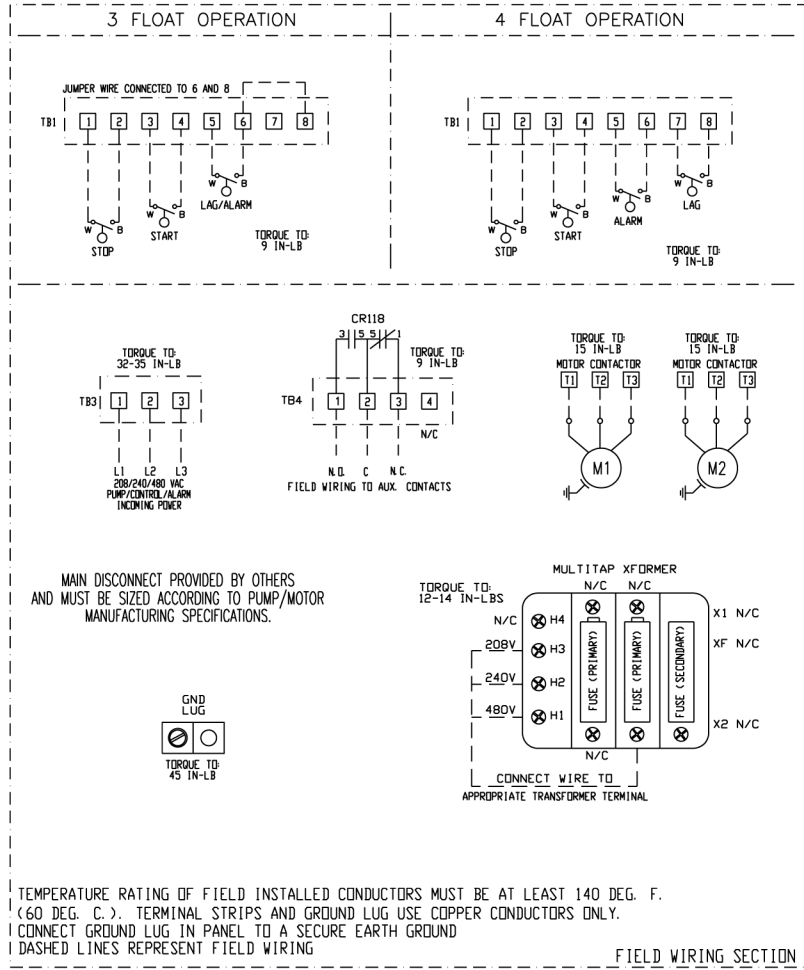 3 FLOAT OPERATION
4 FLOAT OPERATION
JUMPER WIRE CONNECTED TO 6 AND 8
TB1 1 2 3 4 5 6 7 8
W B
STOP
W B
START
W B
LAG/ALARM
TORQUE TO:
9 IN-LB
TB1 1 2 3 4 5 6 7 8
W B
STOP
W B
START
W B
ALARM
W B
LAG
TORQUE TO:
9 IN-LB
TORQUE TO:
32-35 IN-LB
TB3 1 2 3
L1 L2 L3
208/240/480 VAC
PUMP/CONTROL/ALARM
INCOMING POWER
CR118
3 5 5 1
TORQUE TO:
9 IN-LB
TB4 1 2 3 4
N/C
N.O. C N.C.
FIELD WIRING TO AUX. CONTACTS
TORQUE TO:
15 IN-LB
MOTOR CONTACTOR
T1 T2 T3
M1
TORQUE TO:
15 IN-LB
MOTOR CONTACTOR
T1 T2 T3
M2
MAIN DISCONNECT PROVIDED BY OTHERS
AND MUST BE SIZED ACCORDING TO PUMP/MOTOR
MANUFACTURING SPECIFICATIONS.
GND
LUG
TORQUE TO:
45 IN-LB
MULTITAP XFORMER
TORQUE TO:
12-14 IN-LBS
N/C N/C
N/C H4
208V H3
240V H2
480V H1
FUSE (PRIMARY)
FUSE (PRIMARY)
FUSE (SECONDARY)
X1 N/C
XF N/C
X2 N/C
N/C
CONNECT WIRE TO
APPROPRIATE TRANSFORMER TERMINAL
TEMPERATURE RATING OF FIELD INSTALLED CONDUCTORS MUST BE AT LEAST 140 DEG. F.
(60 DEG. C.). TERMINAL STRIPS AND GROUND LUG USE COPPER CONDUCTORS ONLY.
CONNECT GROUND LUG IN PANEL TO A SECURE EARTH GROUND
DASHED LINES REPRESENT FIELD WIRING
FIELD WIRING SECTION